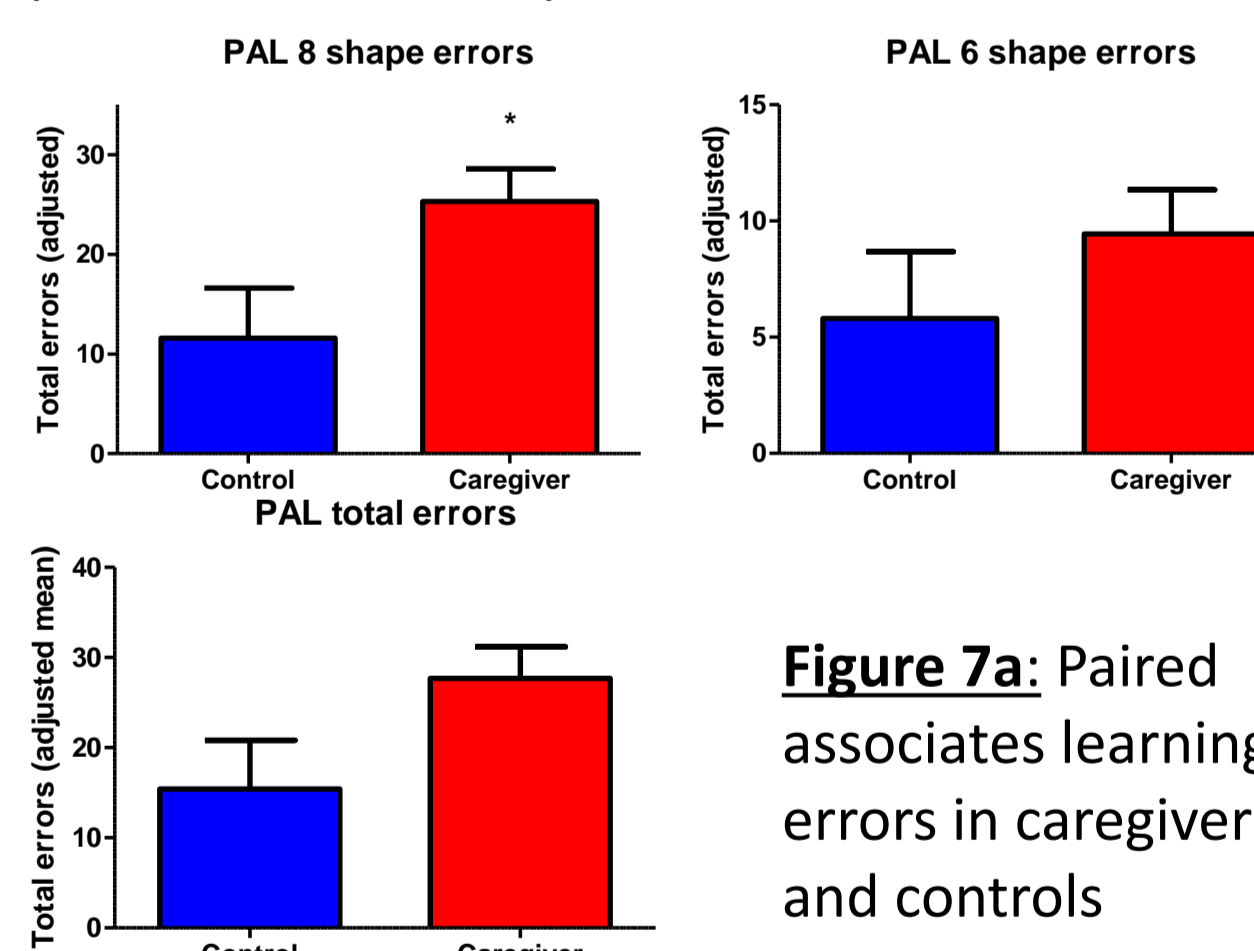 PAL 8 shape errors
Total errors (adjusted)
30
20
10
0
*
Control Caregiver
PAL 6 shape errors
Total errors (adjusted)
15
10
5
0
Control Caregiver
PAL total errors
Total errors (adjusted mean)
40
30
20
10
0
Control Caregiver
Figure 7a: Paired
associates learning
errors in caregiver
and controls